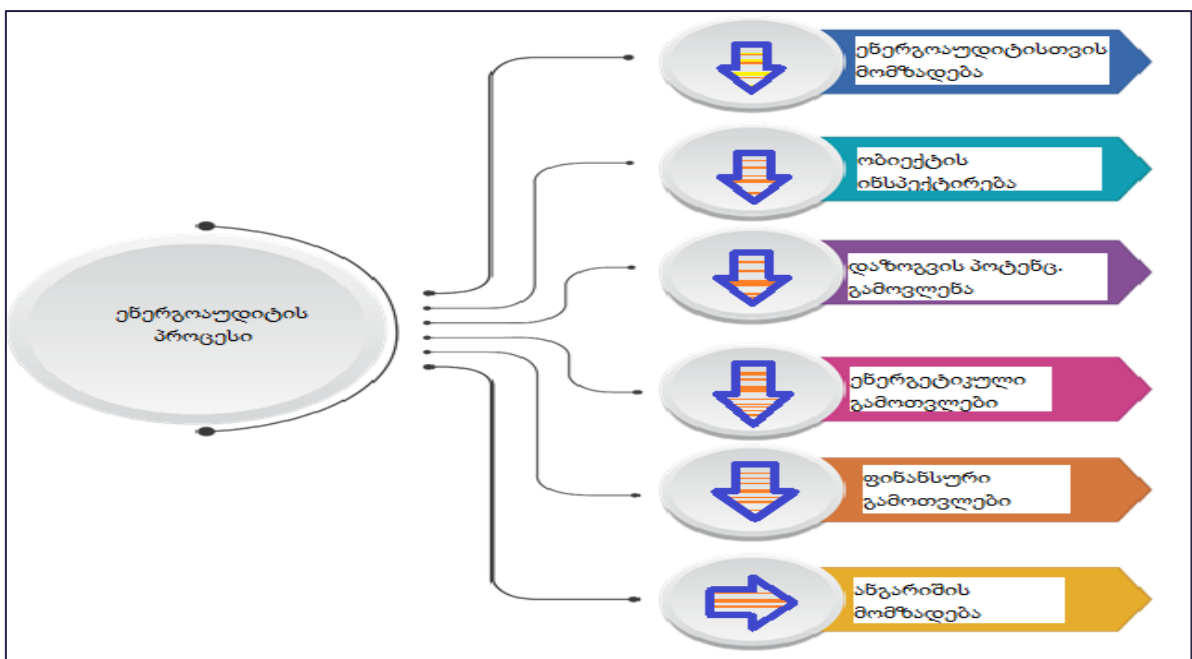 ენერგოაუდიტის
პროცესი
ენერგოაუდიტისთვის
მომზადება
ობიექტის
ინსპექტირება
დაზოგვის პოტენც.
გამოვლენა
ენერგეტიკული
გამოთვლები
ფინანსური
გამოთვლები
ანგარიშის
მომზადება